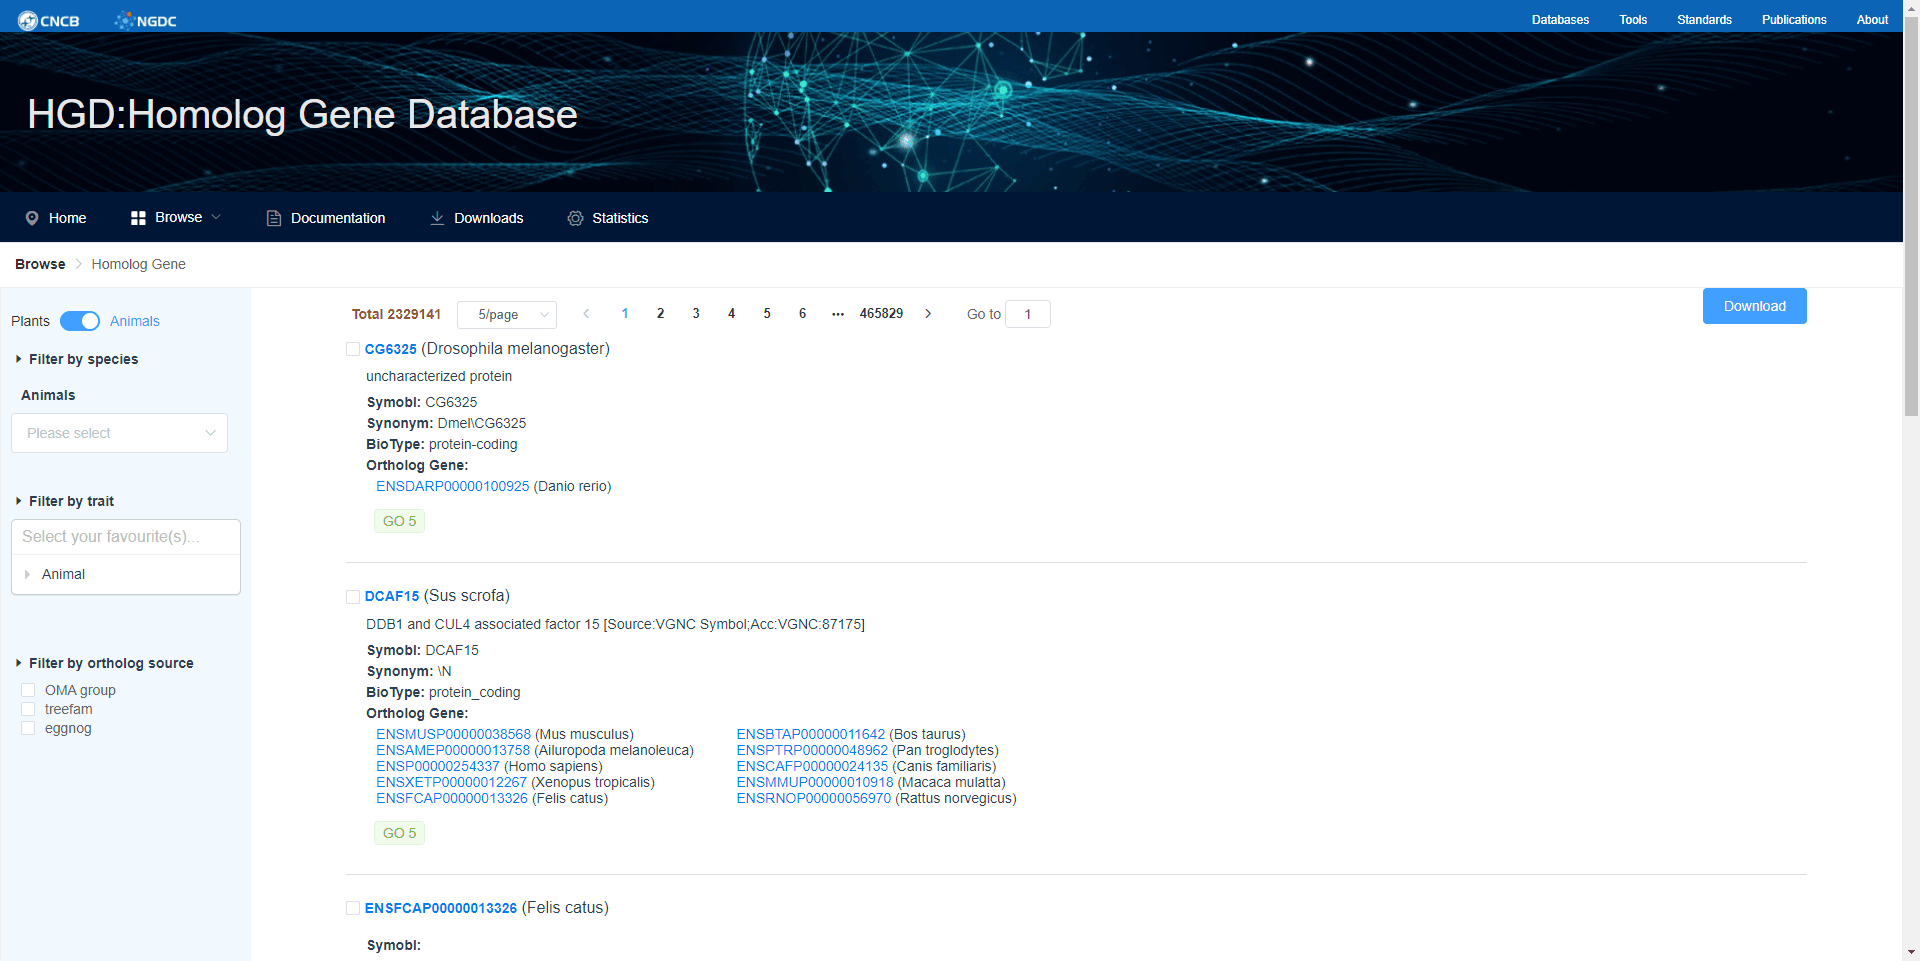 CNCB NGDC Databases Tools Standards Publications About
HGD:Homolog Gene Database
Home Browse Documentation Downloads Statistics
Browse Homolog Gene
Plants Animals
Filter by species
Animals
Please select
Filter by trait
Select your favourite(s)...
Animal
Filter by ortholog source
OMA group
treefam
eggnog
Total 2329141 5/page 1 2 3 4 5 6 ••• 465829 Go to 1
Download
CG6325 (Drosophila melanogaster)
uncharacterized protein
Symobl: CG6325
Synonym: Dmel\CG6325
BioType: protein-coding
Ortholog Gene:
ENSDARP00000100925 (Danio rerio)
GO 5
DCAF15 (Sus scrofa)
DDB1 and CUL4 associated factor 15 [Source:VGNC Symbol;Acc:VGNC:87175]
Symobl: DCAF15
Synonym: \N
BioType: protein_coding
Ortholog Gene:
ENSMUSP00000038568 (Mus musculus) ENSBTAP00000011642 (Bos taurus)
ENSAMEP00000013758 (Ailuropoda melanoleuca) ENSPTRP00000048962 (Pan troglodytes)
ENSP00000254337 (Homo sapiens) ENSCAFP00000024135 (Canis familiaris)
ENSXETP00000012267 (Xenopus tropicalis) ENSMMUP00000010918 (Macaca mulatta)
ENSFCAP00000013326 (Felis catus) ENSRNOP00000056970 (Rattus norvegicus)
GO 5
ENSFCAP00000013326 (Felis catus)
Symobl: